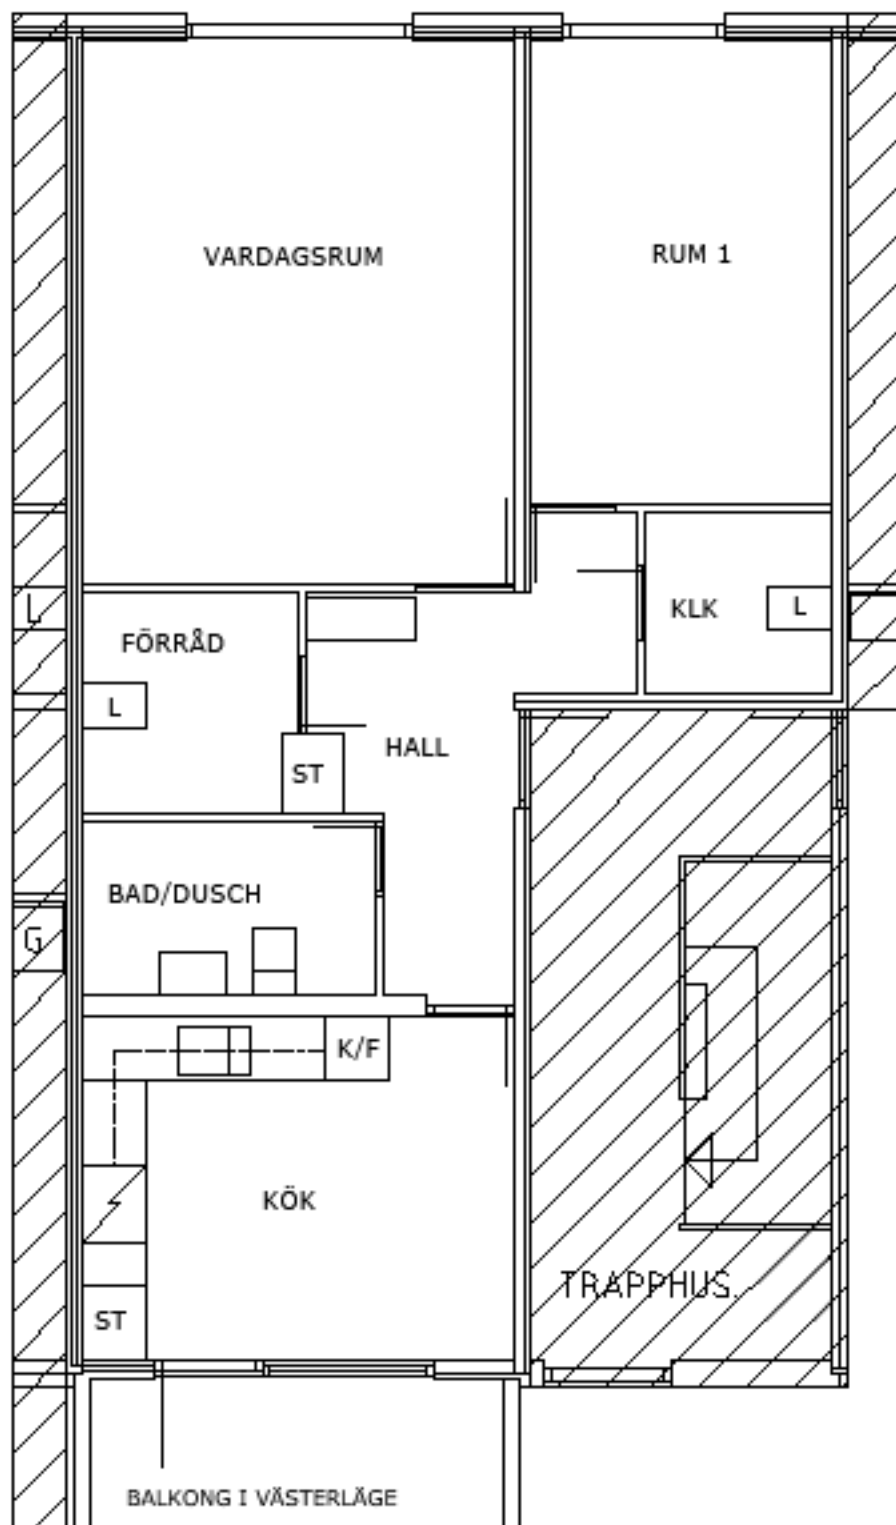 VARDAGSRUM
RUM 1
L
FÖRRÅD
KLK
L
L
HALL
ST
BAD/DUSCH
G
K/F
KÖK
TRAPPHUS.
ST
BALKONG I VÄSTERLÄGE